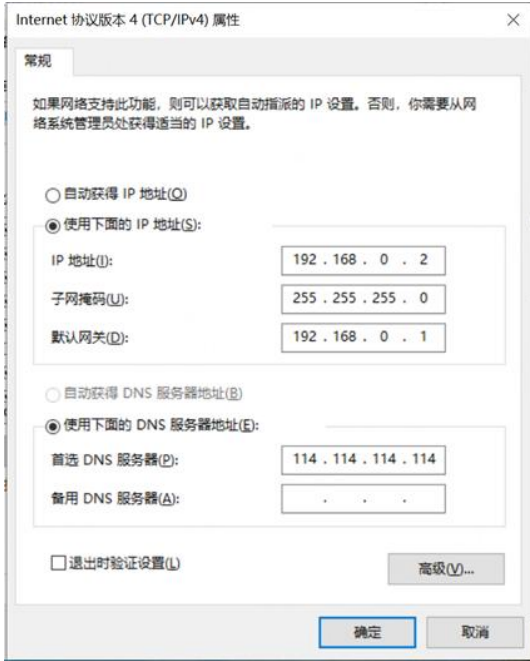 Internet 协议版本 4 (TCP/IPv4) 属性
常规
如果网络支持此功能，则可以获取自动指派的 IP 设置。否则，你需要从网
络系统管理员处获得适当的 IP 设置。
自动获得 IP 地址(O)
使用下面的 IP 地址(S):
IP 地址(I): 192 . 168 . 0 . 2
子网掩码(U): 255 . 255 . 255 . 0
默认网关(D): 192 . 168 . 0 . 1
自动获得 DNS 服务器地址(B)
使用下面的 DNS 服务器地址(E):
首选 DNS 服务器(P): 114 . 114 . 114 . 114
备用 DNS 服务器(A): . . .
退出时验证设置(L)
高级(V)...
确定 取消